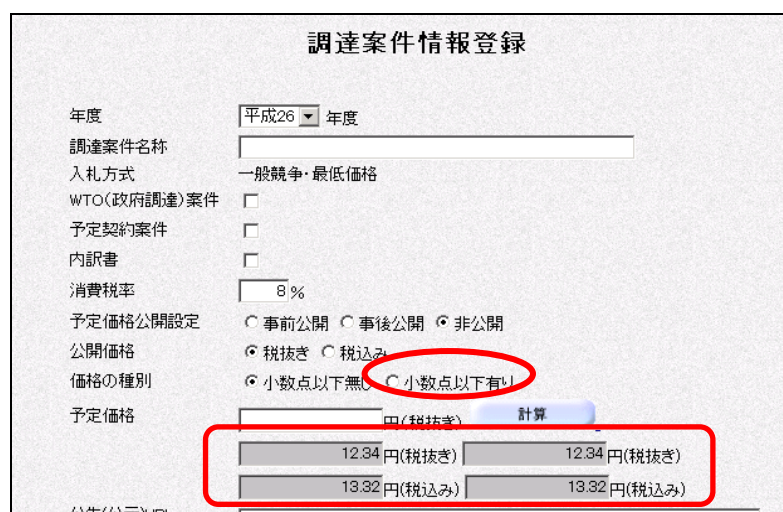 調達案件情報登録
年度 平成26 年度
調達案件名称
入札方式 一般競争・最低価格
WTO(政府調達)案件
予定契約案件
内訳書
消費税率 8 %
予定価格公開設定 事前公開 事後公開 非公開
公開価格 税抜き 税込み
価格の種別 小数点以下無し 小数点以下有り
予定価格 円(税抜き) 計算
12.34 円(税抜き) 12.34 円(税抜き)
13.32 円(税込み) 13.32 円(税込み)